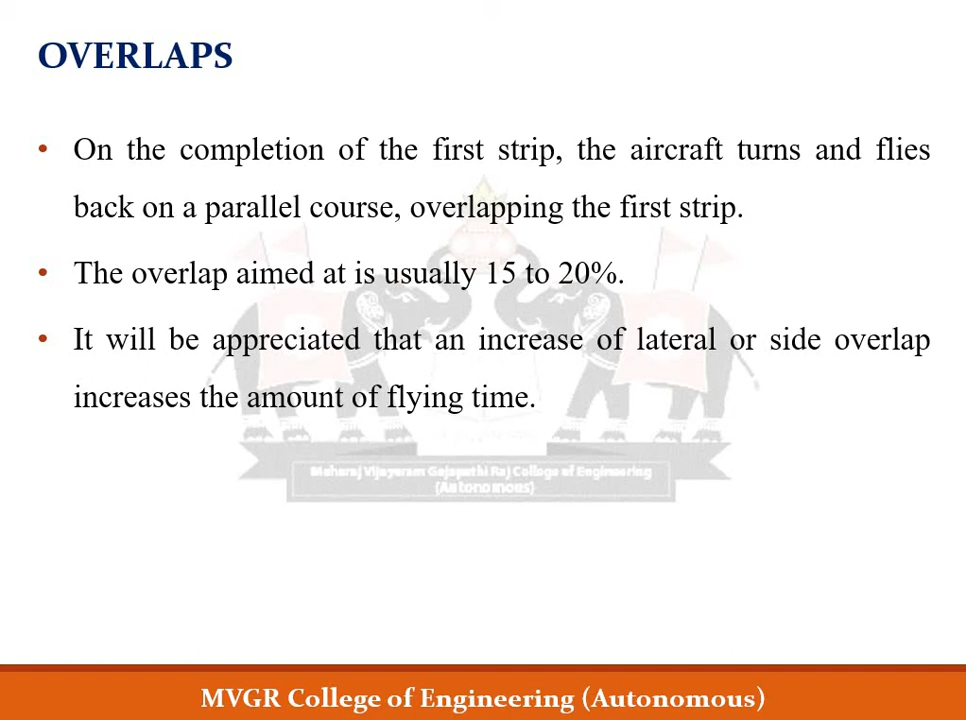 OVERLAPS
• On the completion of the first strip, the aircraft turns and flies
back on a parallel course, overlapping the first strip.
• The overlap aimed at is usually 15 to 20%.
• It will be appreciated that an increase of lateral or side overlap
increases the amount of flying time.
Maharaj Vijayaram Gajapathi Raj College of Engineering
(Autonomous)
MVGR College of Engineering (Autonomous)